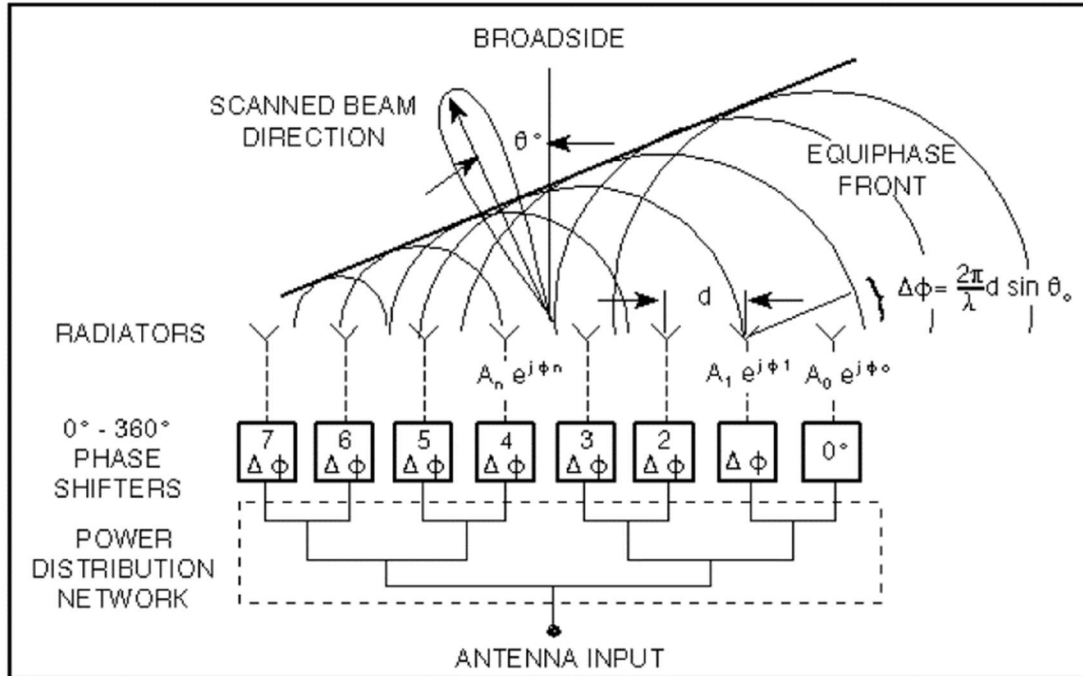 BROADSIDE
SCANNED BEAM
DIRECTION
θ°
EQUIPHASE
FRONT
d
Δϕ = 2π/λ d sin θ₀
RADIATORS
Aₙ e^jϕn
A₁ e^jϕ1
A₀ e^jϕ₀
0° - 360°
PHASE
SHIFTERS
7 Δϕ
6 Δϕ
5 Δϕ
4 Δϕ
3 Δϕ
2 Δϕ
Δϕ
0°
POWER
DISTRIBUTION
NETWORK
ANTENNA INPUT